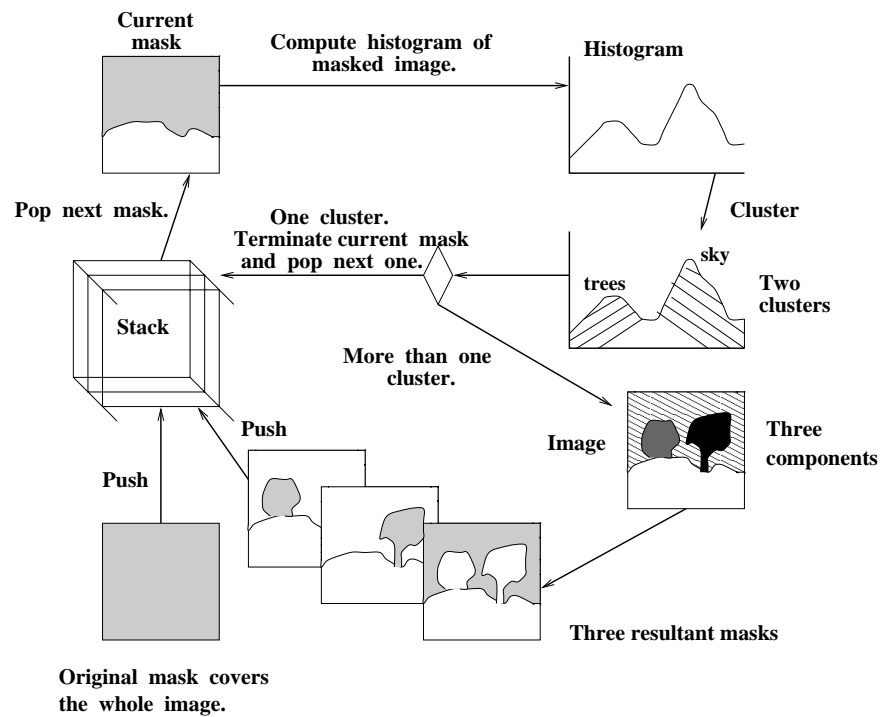 Current
mask
Compute histogram of
masked image.
Histogram
Pop next mask.
One cluster.
Terminate current mask
and pop next one.
Cluster
sky
trees
Two
clusters
Stack
More than one
cluster.
Push
Image
Three
components
Push
Three resultant masks
Original mask covers
the whole image.